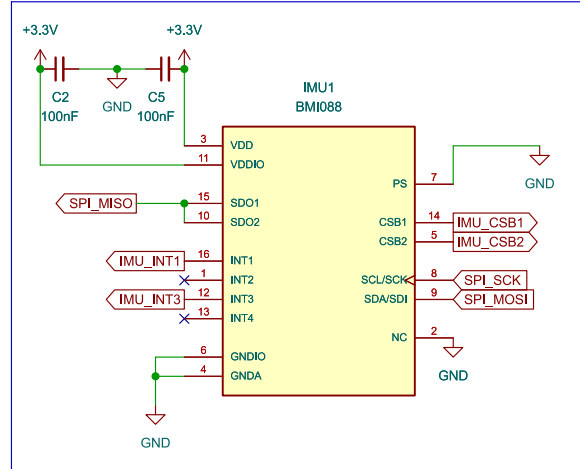 +3.3V
+3.3V
C2
100nF
GND
C5
100nF
IMU1
BMI088
3
VDD
11
VDDIO
SPI_MISO
15
SDO1
10
SDO2
IMU_INT1
16
INT1
1
INT2
IMU_INT3
12
INT3
13
INT4
6
GNDIO
4
GNDA
GND
PS
7
GND
CSB1
14
IMU_CSB1
CSB2
5
IMU_CSB2
SCL/SCK
8
SPI_SCK
SDA/SDI
9
SPI_MOSI
NC
2
GND